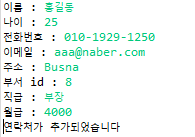 이름 : 홍길동
나이 : 25
전화번호 : 010-1929-1250
이메일 : aaa@naber.com
주소 : Busna
부서 id : 8
직급 : 부장
월급 : 4000
연락처가 추가되었습니다